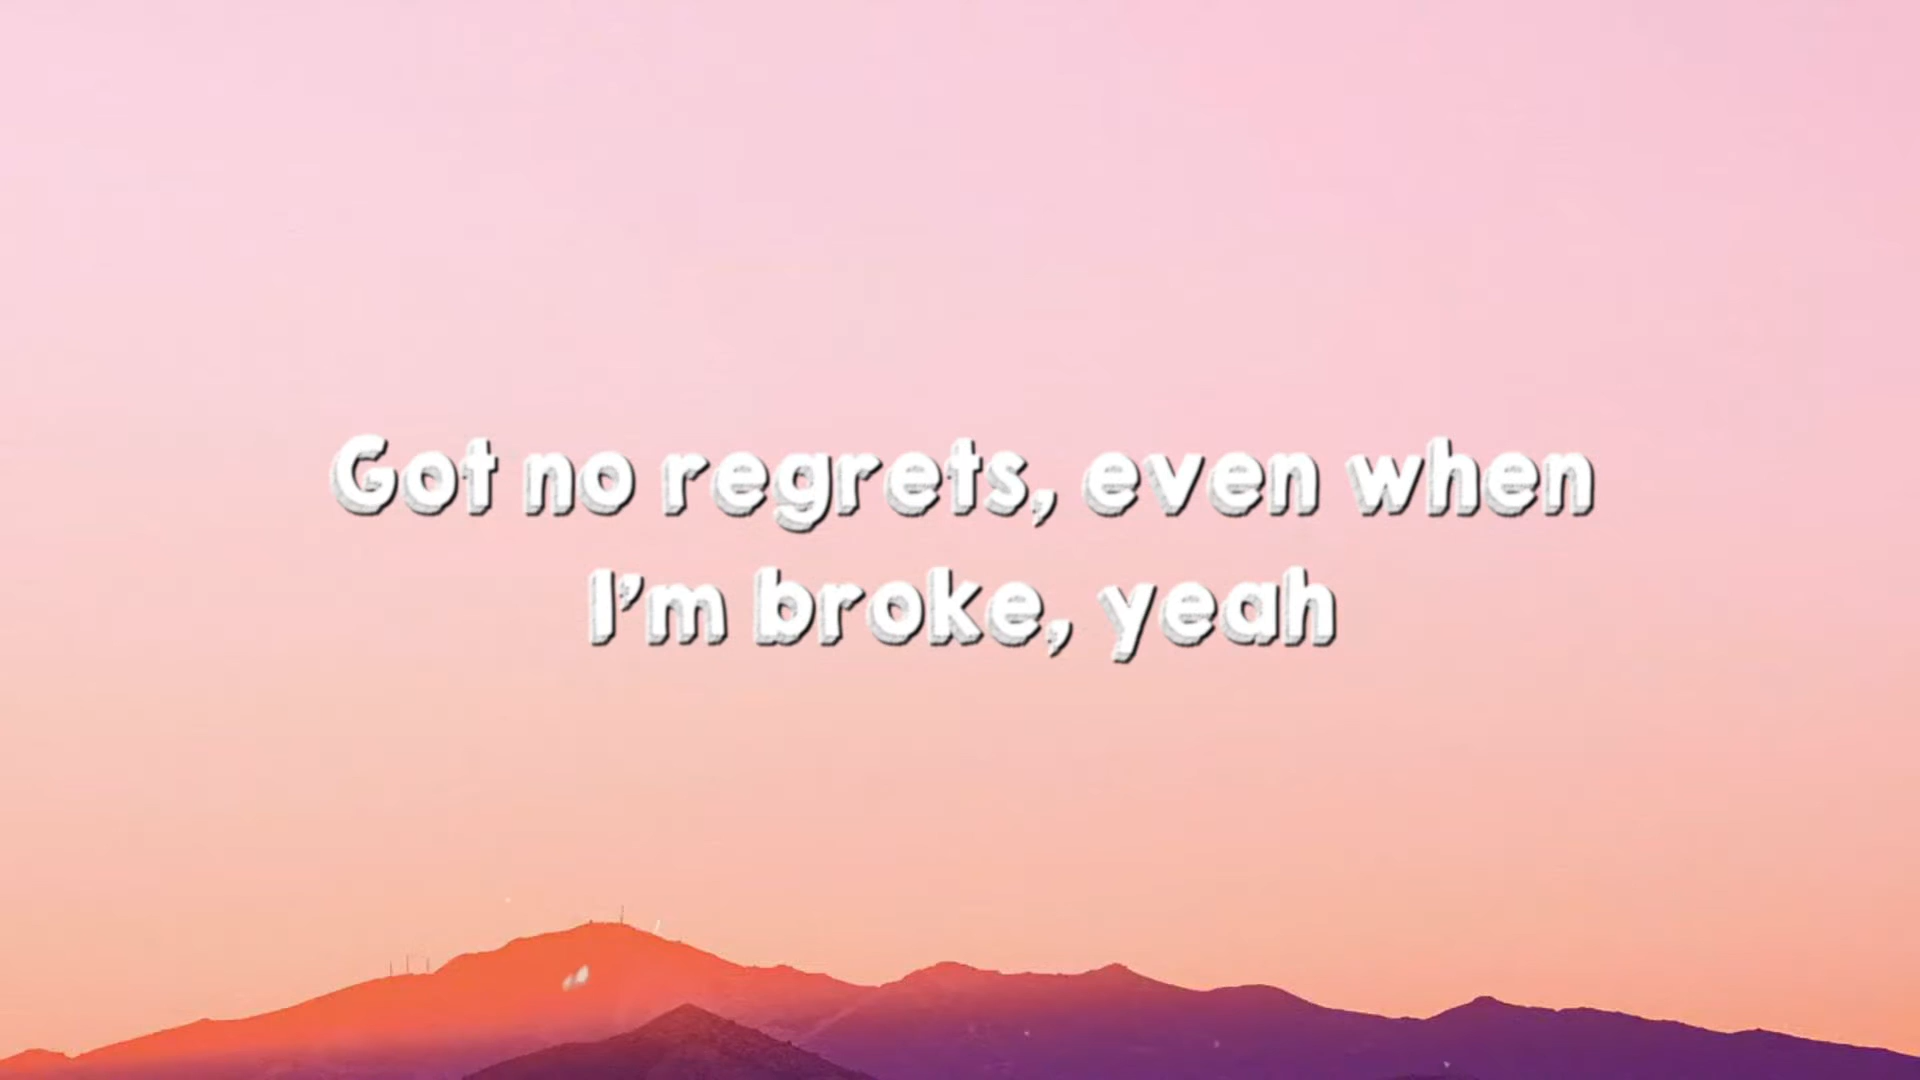 Got no regrets, even when
I'm broke, yeah